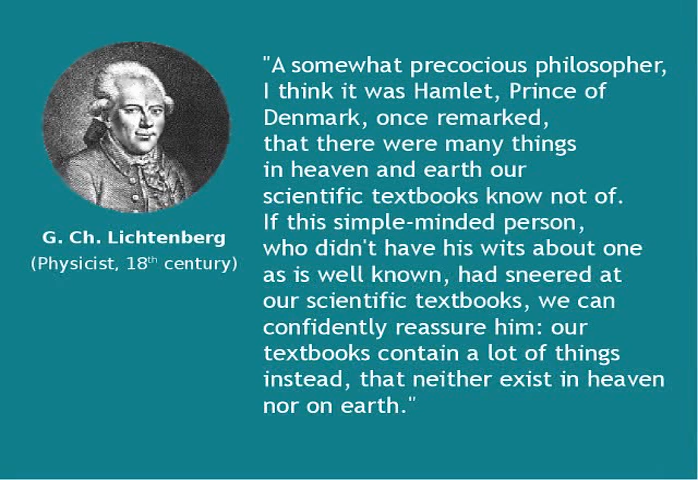 "A somewhat precocious philosopher,
I think it was Hamlet, Prince of
Denmark, once remarked,
that there were many things
in heaven and earth our
scientific textbooks know not of.
If this simple-minded person,
who didn't have his wits about one
as is well known, had sneered at
our scientific textbooks, we can
confidently reassure him: our
textbooks contain a lot of things
instead, that neither exist in heaven
nor on earth."
G. Ch. Lichtenberg
(Physicist, 18th century)